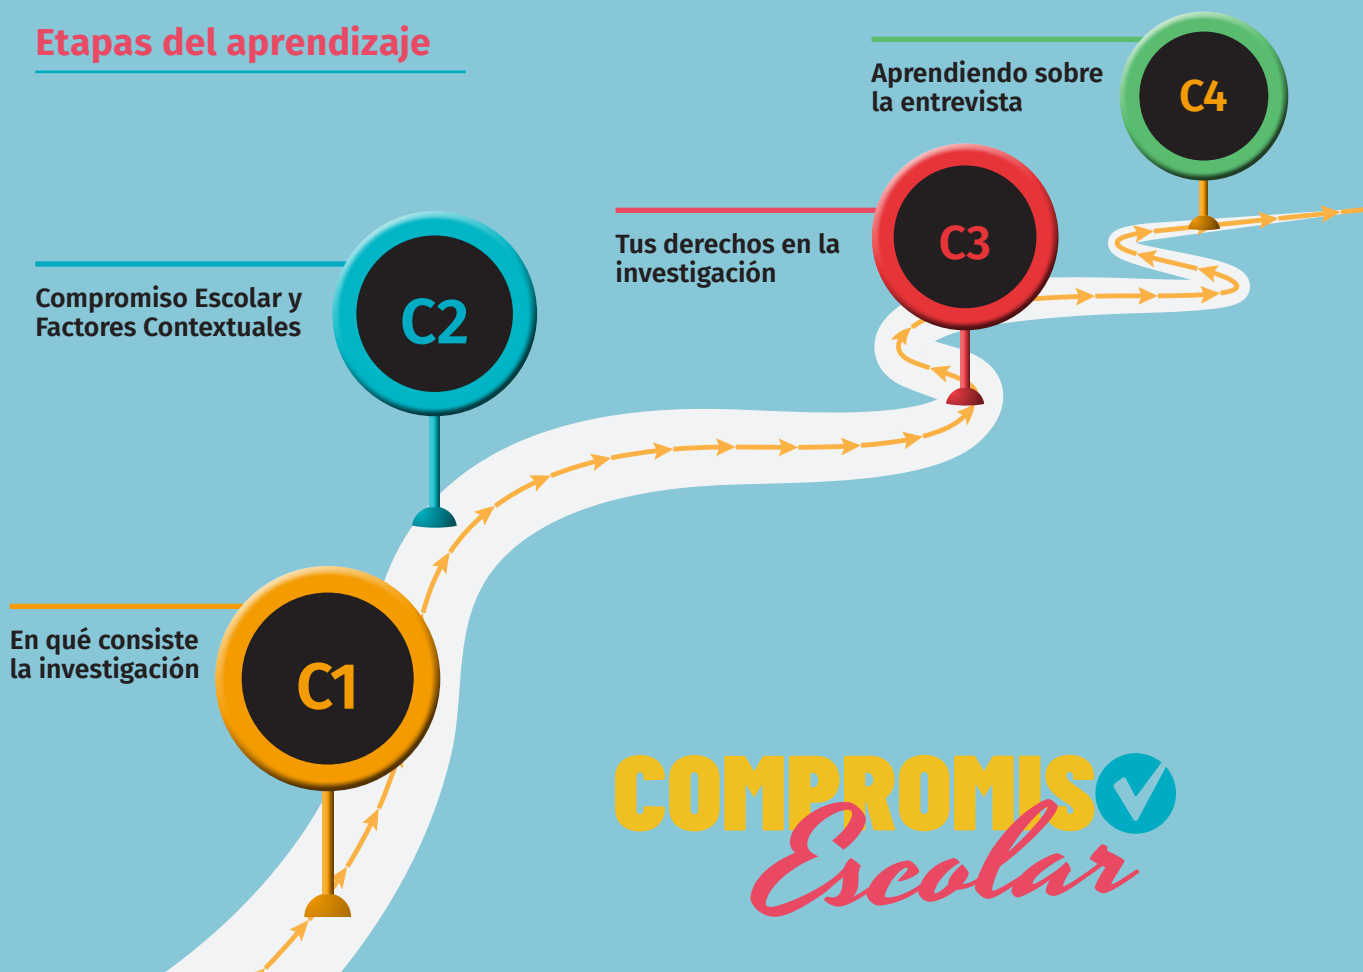 Etapas del aprendizaje
C4
Aprendiendo sobre
la entrevista
C3
Tus derechos en la
investigación
C2
Compromiso Escolar y
Factores Contextuales
C1
En qué consiste
la investigación
COMPROMISO
Escolar